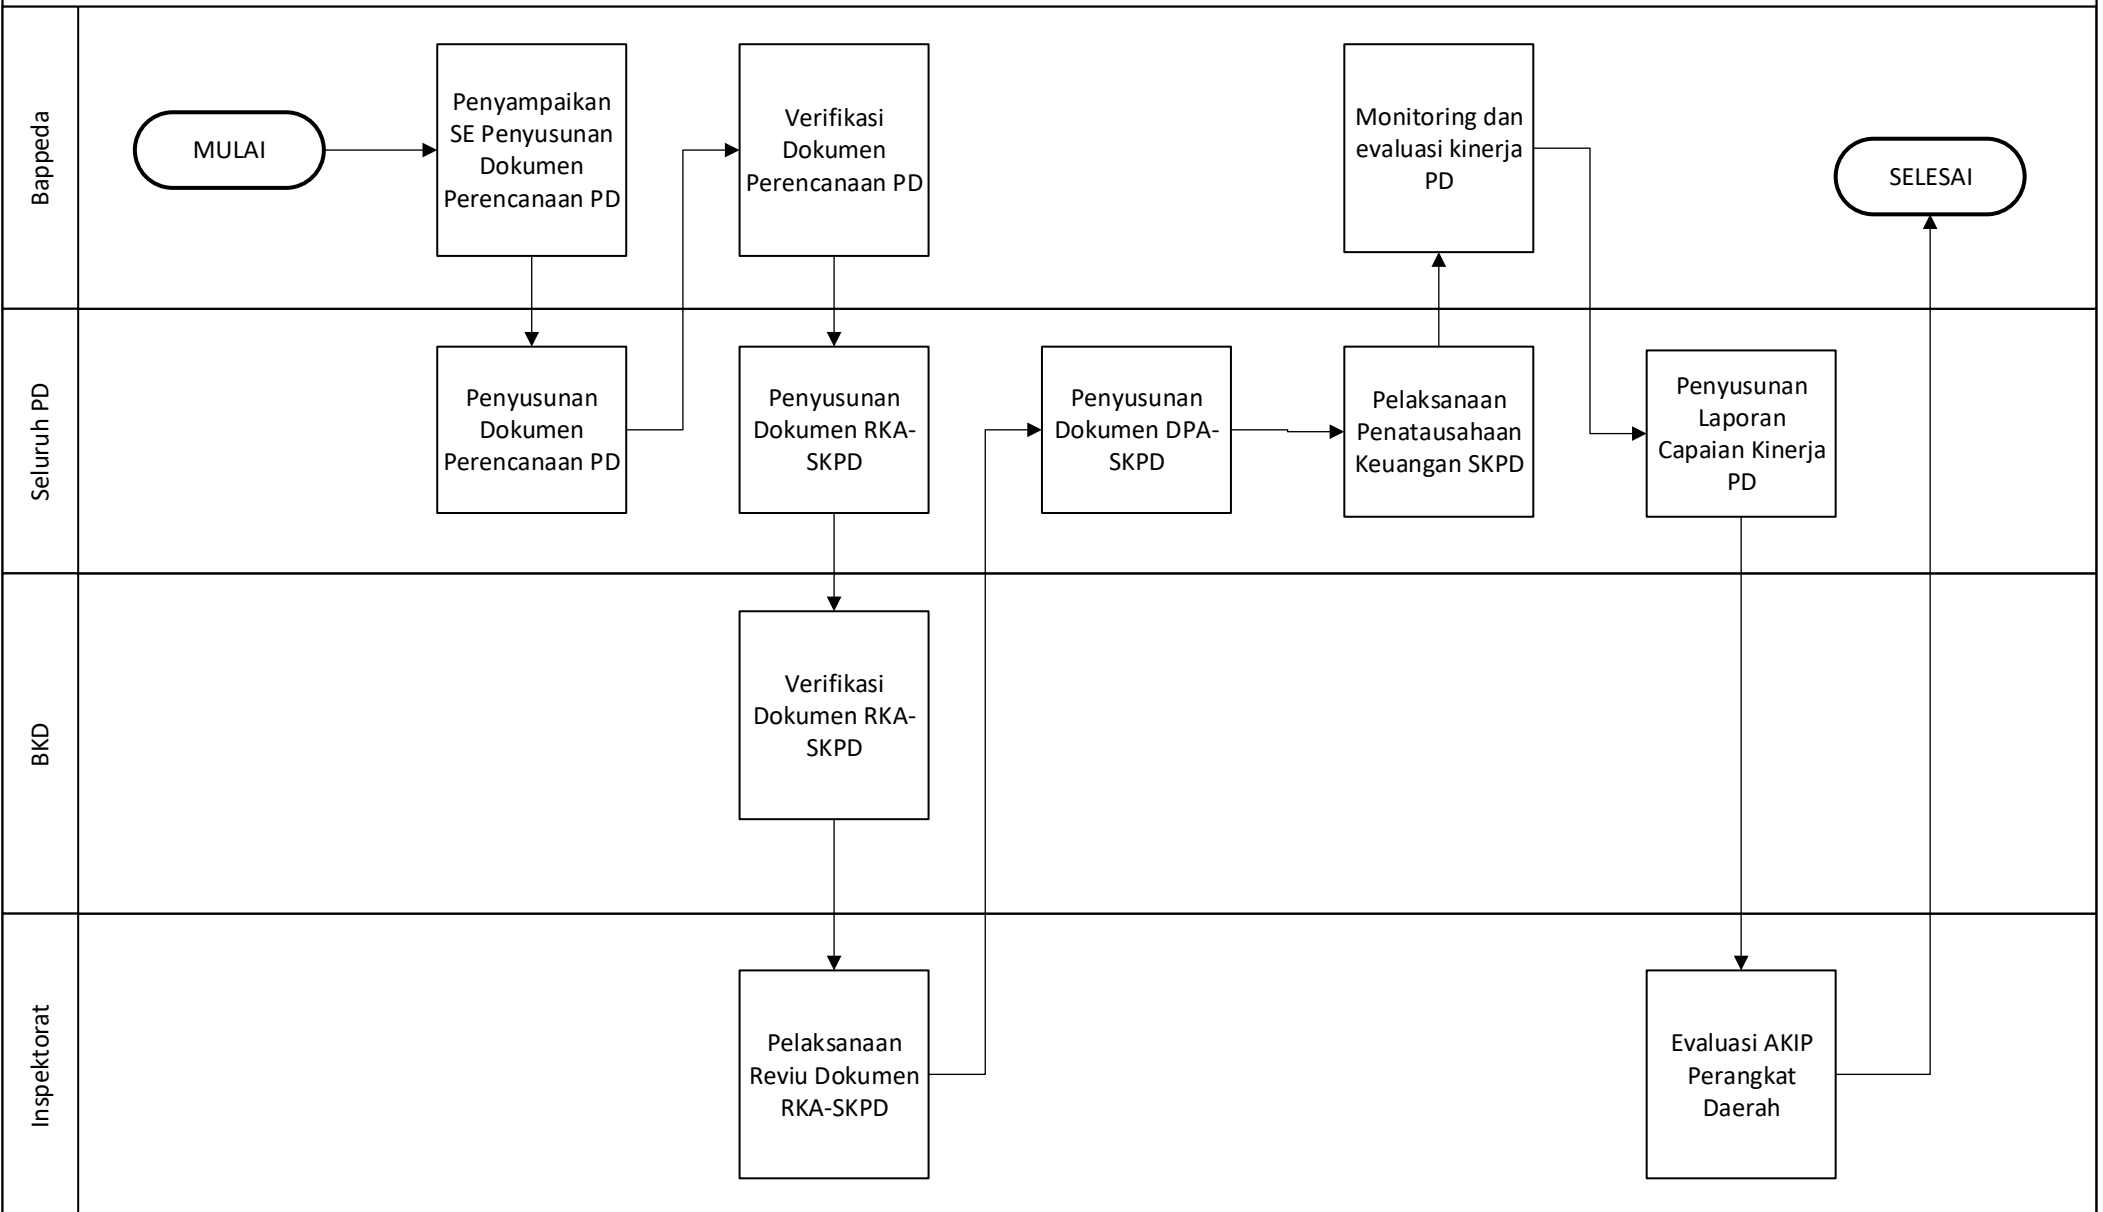 Bappeda
MULAI
Penyampaikan
SE Penyusunan
Dokumen
Perencanaan PD
Verifikasi
Dokumen
Perencanaan PD
Monitoring dan
evaluasi kinerja
PD
SELESAI
Seluruh PD
Penyusunan
Dokumen
Perencanaan PD
Penyusunan
Dokumen RKA-
SKPD
Penyusunan
Dokumen DPA-
SKPD
Pelaksanaan
Penatausahaan
Keuangan SKPD
Penyusunan
Laporan
Capaian Kinerja
PD
BKD
Verifikasi
Dokumen RKA-
SKPD
Inspektorat
Pelaksanaan
Reviu Dokumen
RKA-SKPD
Evaluasi AKIP
Perangkat
Daerah